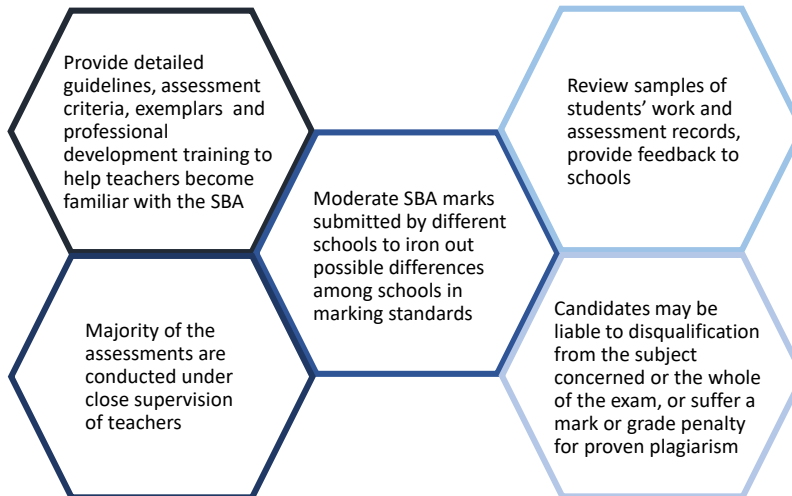 Provide detailed
guidelines, assessment
criteria, exemplars and
professional
development training to
help teachers become
familiar with the SBA
Review samples of
students’ work and
assessment records,
provide feedback to
schools
Moderate SBA marks
submitted by different
schools to iron out
possible differences
among schools in
marking standards
Majority of the
assessments are
conducted under
close supervision
of teachers
Candidates may be
liable to disqualification
from the subject
concerned or the whole
of the exam, or suffer a
mark or grade penalty
for proven plagiarism